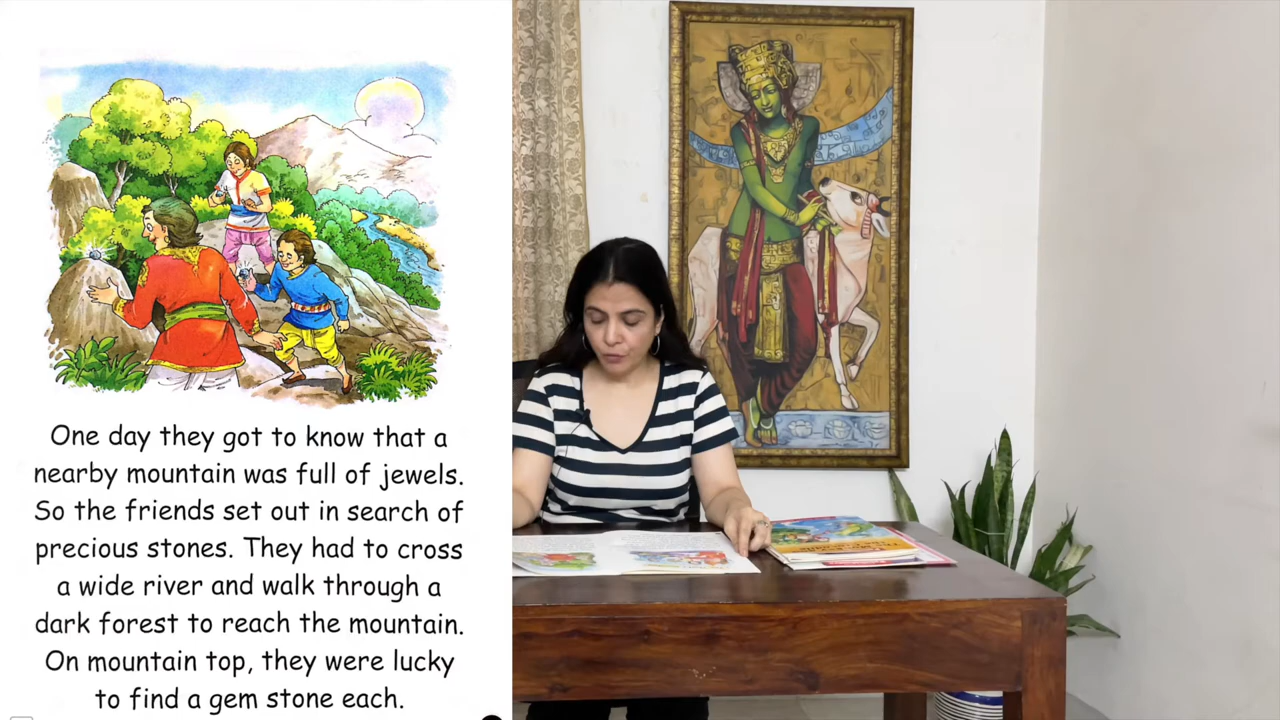 One day they got to know that a
nearby mountain was full of jewels.
So the friends set out in search of
precious stones. They had to cross
a wide river and walk through a
dark forest to reach the mountain.
On mountain top, they were lucky
to find a gem stone each.